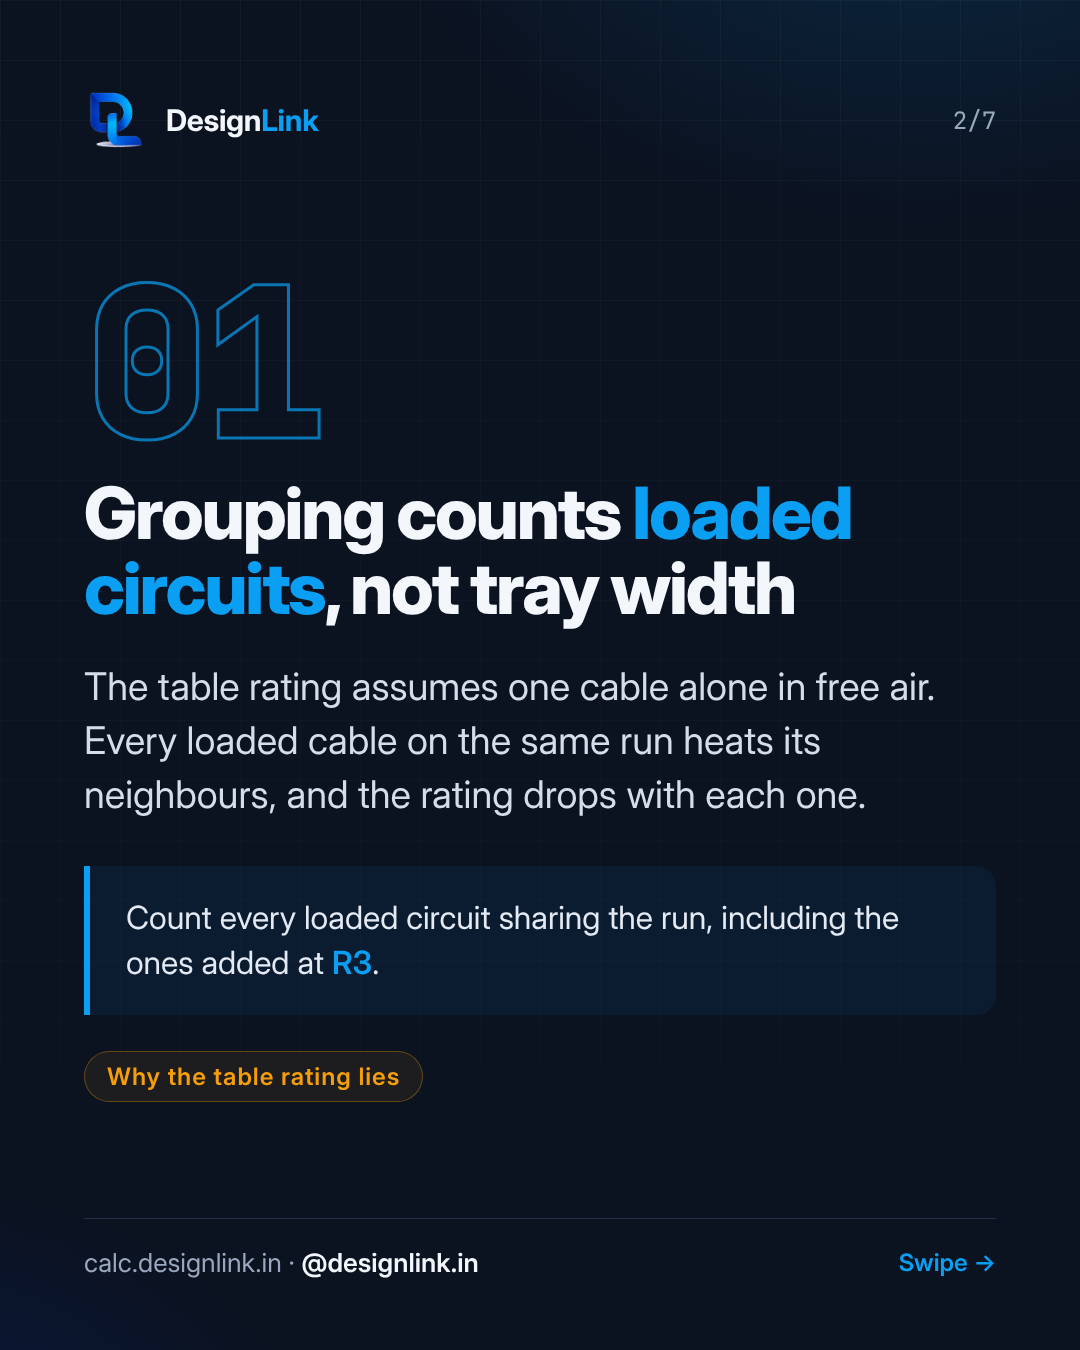 DesignLink
2/7
01
Grouping counts loaded
circuits, not tray width
The table rating assumes one cable alone in free air.
Every loaded cable on the same run heats its
neighbours, and the rating drops with each one.
Count every loaded circuit sharing the run, including the
ones added at R3.
Why the table rating lies
calc.designlink.in · @designlink.in
Swipe →